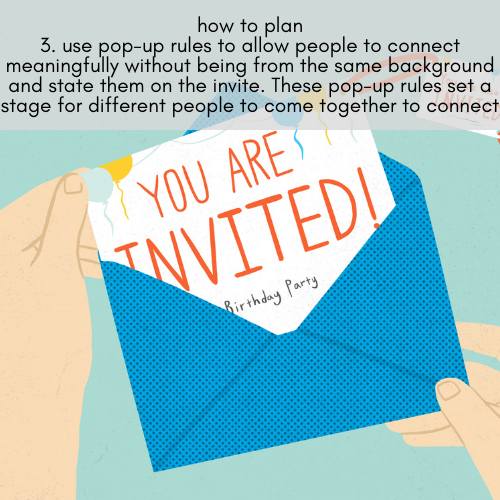 how to plan
3. use pop-up rules to allow people to connect
meaningfully without being from the same background
and state them on the invite. These pop-up rules set a
stage for different people to come together to connect
YOU ARE
INVITED!
Birthday Party